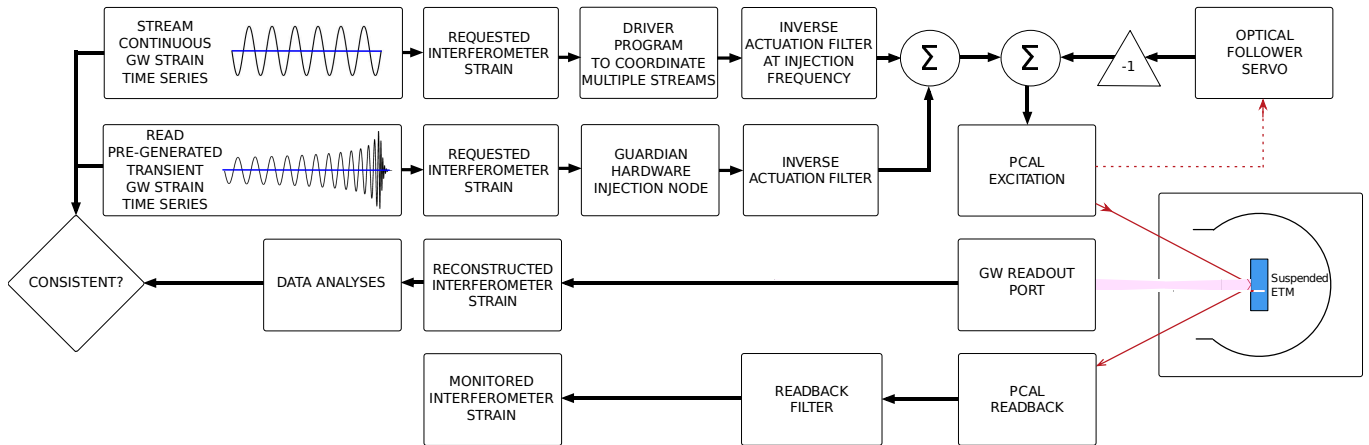 STREAM
CONTINUOUS
GW STRAIN
TIME SERIES
REQUESTED
INTERFEROMETER
STRAIN
DRIVER
PROGRAM
TO COORDINATE
MULTIPLE STREAMS
INVERSE
ACTUATION FILTER
AT INJECTION
FREQUENCY
Σ
Σ
-1
OPTICAL
FOLLOWER
SERVO
READ
PRE-GENERATED
TRANSIENT
GW STRAIN
TIME SERIES
REQUESTED
INTERFEROMETER
STRAIN
GUARDIAN
HARDWARE
INJECTION NODE
INVERSE
ACTUATION FILTER
PCAL
EXCITATION
CONSISTENT?
DATA ANALYSES
RECONSTRUCTED
INTERFEROMETER
STRAIN
GW READOUT
PORT
Suspended
ETM
MONITORED
INTERFEROMETER
STRAIN
READBACK
FILTER
PCAL
READBACK